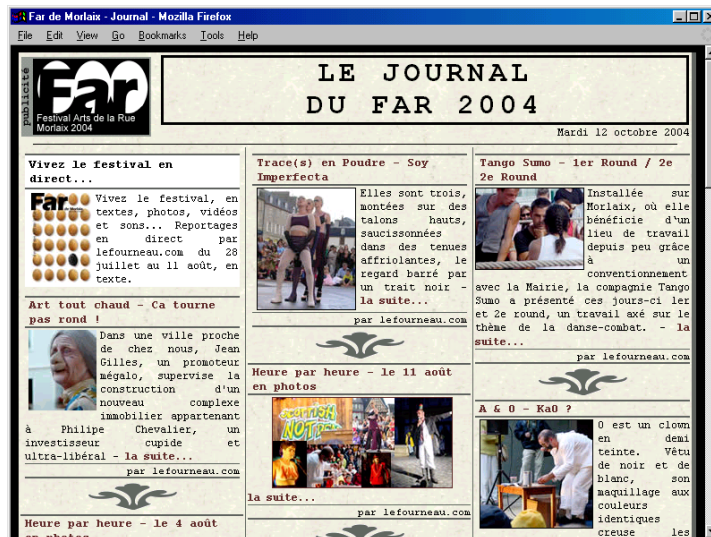 Far de Morlaix - Journal - Mozilla Firefox
File Edit View Go Bookmarks Tools Help
publicité
Far
Festival Arts de la Rue
Morlaix 2004
LE JOURNAL
DU FAR 2004
Mardi 12 octobre 2004
Vivez le festival en
direct...
Far de Morlaix
Vivez le festival, en
textes, photos, vidéos
et sons... Reportages
en direct par
lefourneau.com du 28
juillet au 11 août, en
texte.
Art tout chaud - Ca tourne
pas rond !
Dans une ville proche
de chez nous, Jean
Gilles, un promoteur
mégalo, supervise la
construction d'un
nouveau complexe
immobilier appartenant
à Philipe Chevalier, un
investisseur cupide et
ultra-libéral - la suite...
par lefourneau.com
Heure par heure - le 4 août
en photos
Trace(s) en Poudre - Soy
Imperfecta
Elles sont trois,
montées sur des
talons hauts,
saucissonnées
dans des tenues
affriolantes, le
regard barré par
un trait noir -
la suite...
par lefourneau.com
Heure par heure - le 11 août
en photos
SCOTTISH
NOT
la suite...
par lefourneau.com
Tango Sumo - 1er Round / 2e
2e Round
Installée sur
Morlaix, où elle
bénéficie d'un
lieu de travail
depuis peu grâce
à un
conventionnement
avec la Mairie, la compagnie Tango
Sumo a présenté ces jours-ci 1er
et 2e round, un travail axé sur le
thème de la danse-combat. - la
suite...
par lefourneau.com
A & O - KaO ?
O est un clown
en demi
teinte. Vêtu
de noir et de
blanc, son
maquillage aux
couleurs
identiques
creuse les